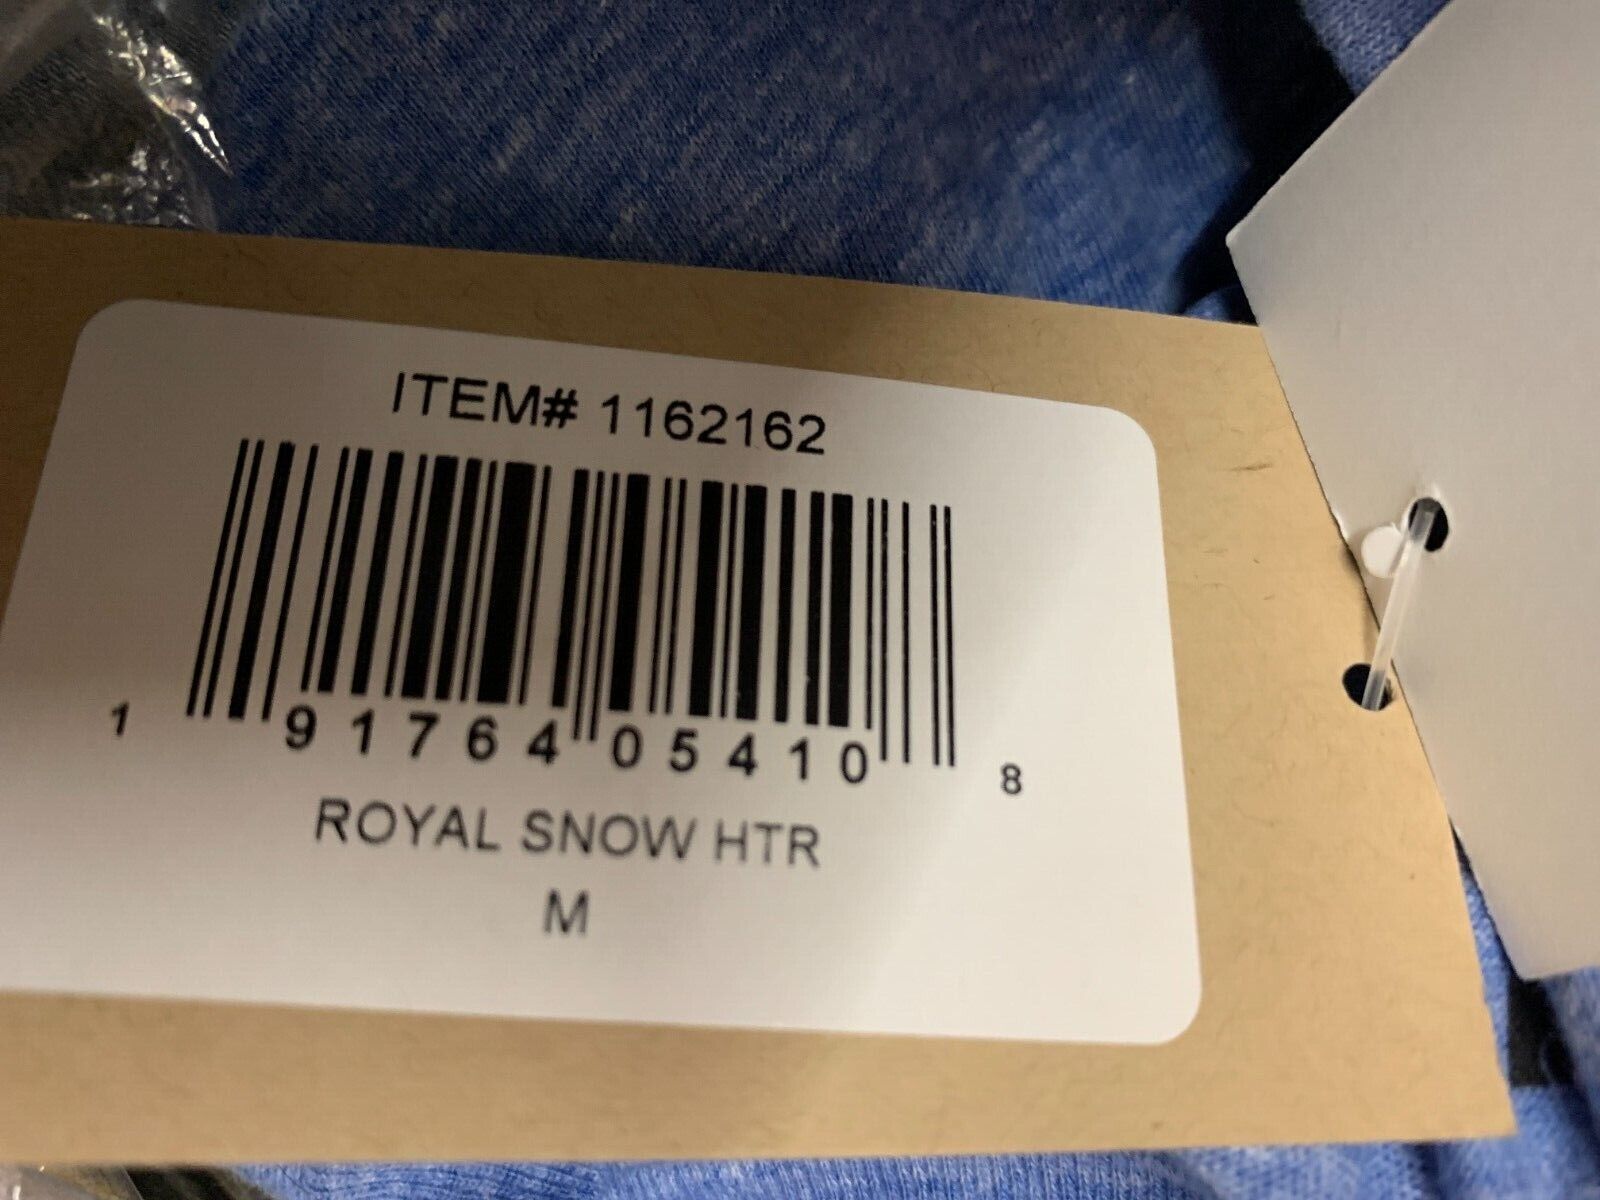 ITEM# 1162162
1 91764 05410 8
ROYAL SNOW HTR
M